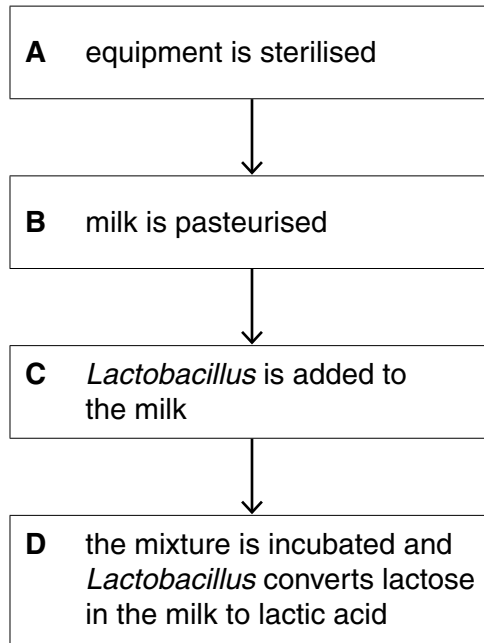 A equipment is sterilised
B milk is pasteurised
C Lactobacillus is added to
the milk
D the mixture is incubated and
Lactobacillus converts lactose
in the milk to lactic acid